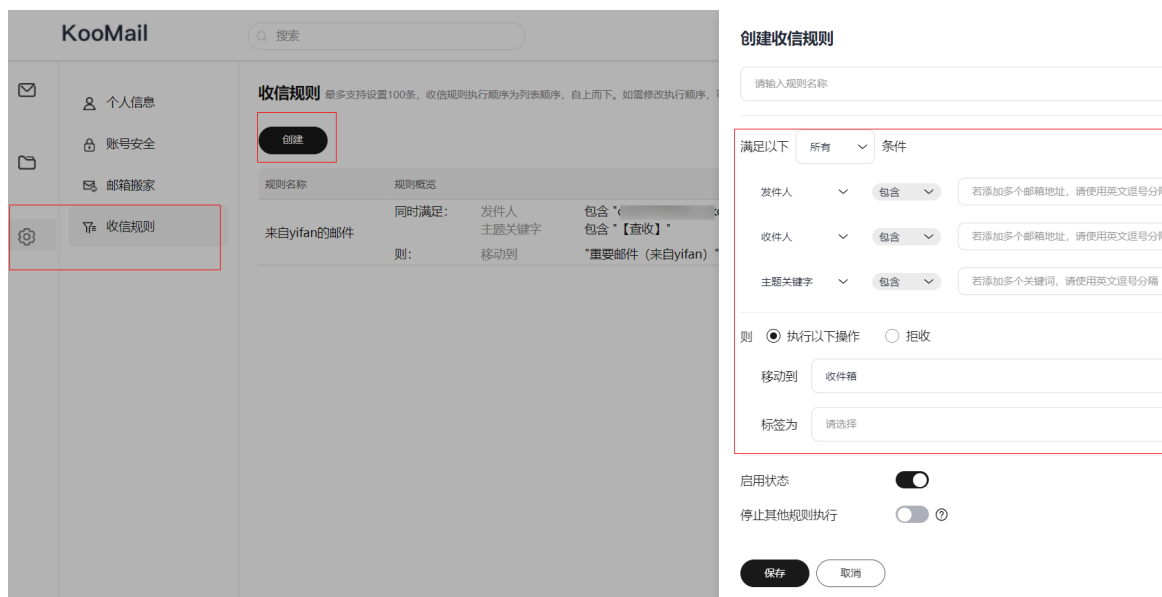 KooMail
搜索
个人信息
账号安全
邮箱搬家
收信规则
收信规则 最多支持设置100条，收信规则执行顺序为列表顺序，自上而下。如需修改执行顺序，
创建
规则名称 规则概览
来自yifan的邮件
同时满足： 发件人 包含 "
主题关键字 包含 "【查收】"
则： 移动到 "重要邮件（来自yifan）"
创建收信规则
请输入规则名称
满足以下 所有 条件
发件人 包含 若添加多个邮箱地址，请使用英文逗号分隔
收件人 包含 若添加多个邮箱地址，请使用英文逗号分隔
主题关键字 包含 若添加多个关键词，请使用英文逗号分隔
则 执行以下操作 拒收
移动到 收件箱
标签为 请选择
启用状态
停止其他规则执行
保存 取消